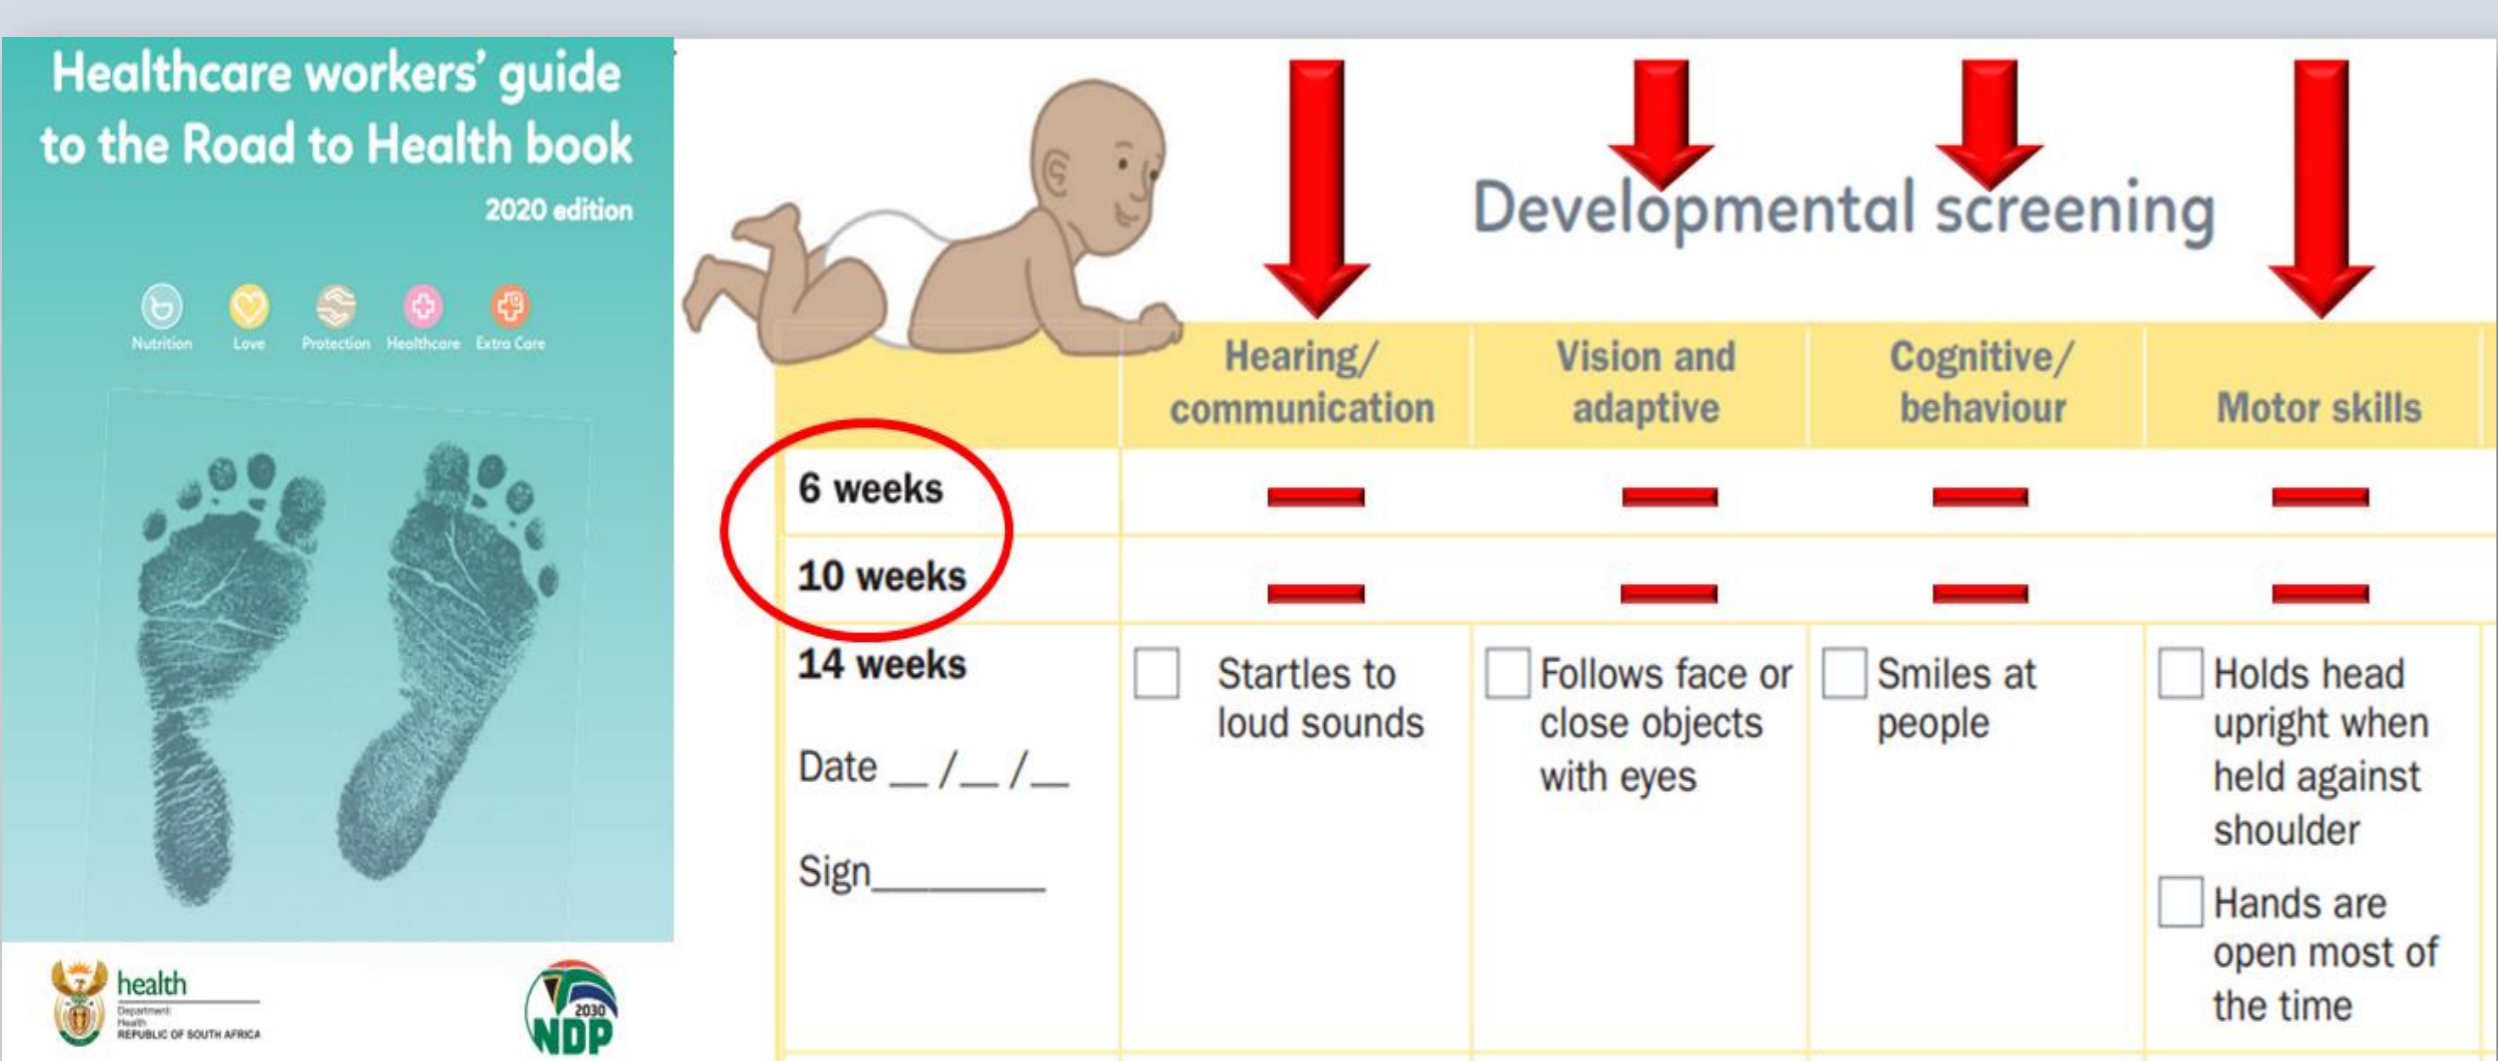 Healthcare workers' guide
to the Road to Health book
2020 edition
Nutrition
Love
Protection
Healthcare
Extra Care
health
Department:
Health
REPUBLIC OF SOUTH AFRICA
2030
NDP
Developmental screening
Hearing/
communication
Vision and
adaptive
Cognitive/
behaviour
Motor skills
6 weeks
10 weeks
14 weeks
Date __ /__ /__
Sign________
Startles to
loud sounds
Follows face or
close objects
with eyes
Smiles at
people
Holds head
upright when
held against
shoulder
Hands are
open most of
the time